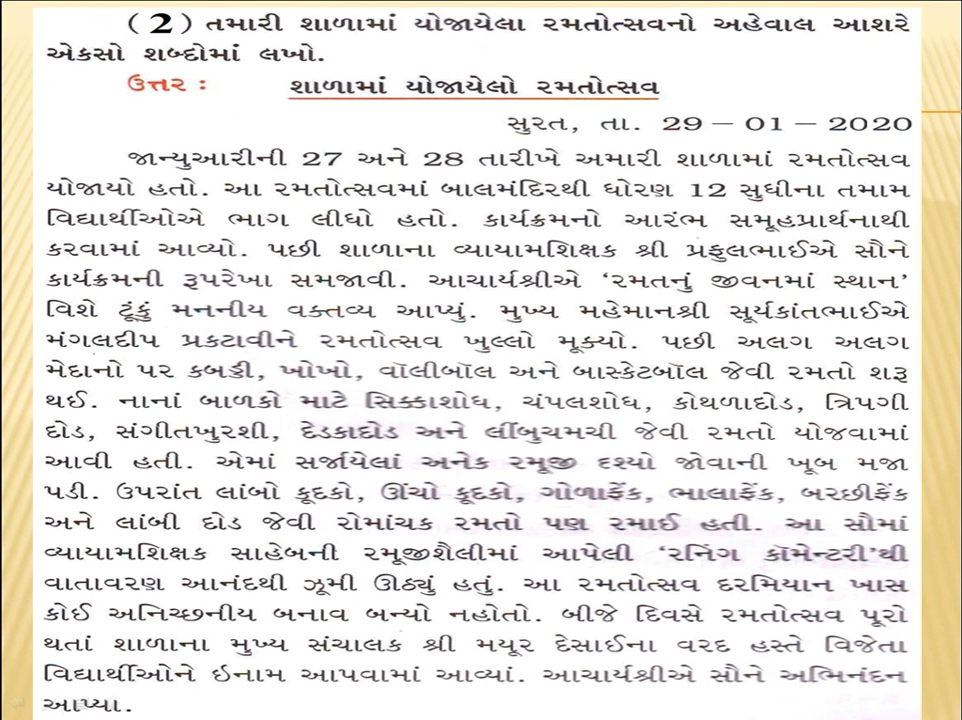 (2) તમારી શાળામાં યોજાયેલા રમતોત્સવનો અહેવાલ આશરે
એકસો શબ્દોમાં લખો.
ઉત્તર : શાળામાં યોજાયેલો રમતોત્સવ
સુરત, તા. 29 – 01 – 2020
જાન્યુઆરીની 27 અને 28 તારીખે અમારી શાળામાં રમતોત્સવ
યોજાયો હતો. આ રમતોત્સવમાં બાલમંદિરથી ધોરણ 12 સુધીના તમામ
વિદ્યાર્થીઓએ ભાગ લીધો હતો. કાર્યક્રમનો આરંભ સમૂહપ્રાર્થનાથી
કરવામાં આવ્યો. પછી શાળાના વ્યાયામશિક્ષક શ્રી પ્રફુલભાઈએ સૌને
કાર્યક્રમની રૂપરેખા સમજાવી. આચાર્યશ્રીએ ‘રમતનું જીવનમાં સ્થાન’
વિશે ટૂંકું મનનીય વક્તવ્ય આપ્યું. મુખ્ય મહેમાનશ્રી સૂર્યકાંતભાઈએ
મંગલદીપ પ્રકટાવીને રમતોત્સવ ખુલ્લો મૂક્યો. પછી અલગ અલગ
મેદાનો પર કબડ્ડી, ખોખો, વૉલીબૉલ અને બાસ્કેટબૉલ જેવી રમતો શરૂ
થઈ. નાનાં બાળકો માટે સિક્કાશોધ, ચંપલશોધ, કોથળાદોડ, ત્રિપગી
દોડ, સંગીતખુરશી, દેડકાદોડ અને લીંબુચમચી જેવી રમતો યોજવામાં
આવી હતી. એમાં સર્જાયેલાં અનેક રમૂજી દશ્યો જોવાની ખૂબ મજા
પડી. ઉપરાંત લાંબો કૂદકો, ઊંચો કૂદકો, ગોળાફેંક, ભાલાફેંક, બરછીફેંક
અને લાંબી દોડ જેવી રોમાંચક રમતો પણ રમાઈ હતી. આ સૌમાં
વ્યાયામશિક્ષક સાહેબની રમૂજીશૈલીમાં આપેલી ‘રનિંગ કૉમેન્ટરી’થી
વાતાવરણ આનંદથી ઝૂમી ઊઠ્યું હતું. આ રમતોત્સવ દરમિયાન ખાસ
કોઈ અનિચ્છનીય બનાવ બન્યો નહોતો. બીજે દિવસે રમતોત્સવ પૂરો
થતાં શાળાના મુખ્ય સંચાલક શ્રી મયૂર દેસાઈના વરદ હસ્તે વિજેતા
વિદ્યાર્થીઓને ઇનામ આપવામાં આવ્યાં. આચાર્યશ્રીએ સૌને અભિનંદન
આપ્યા.